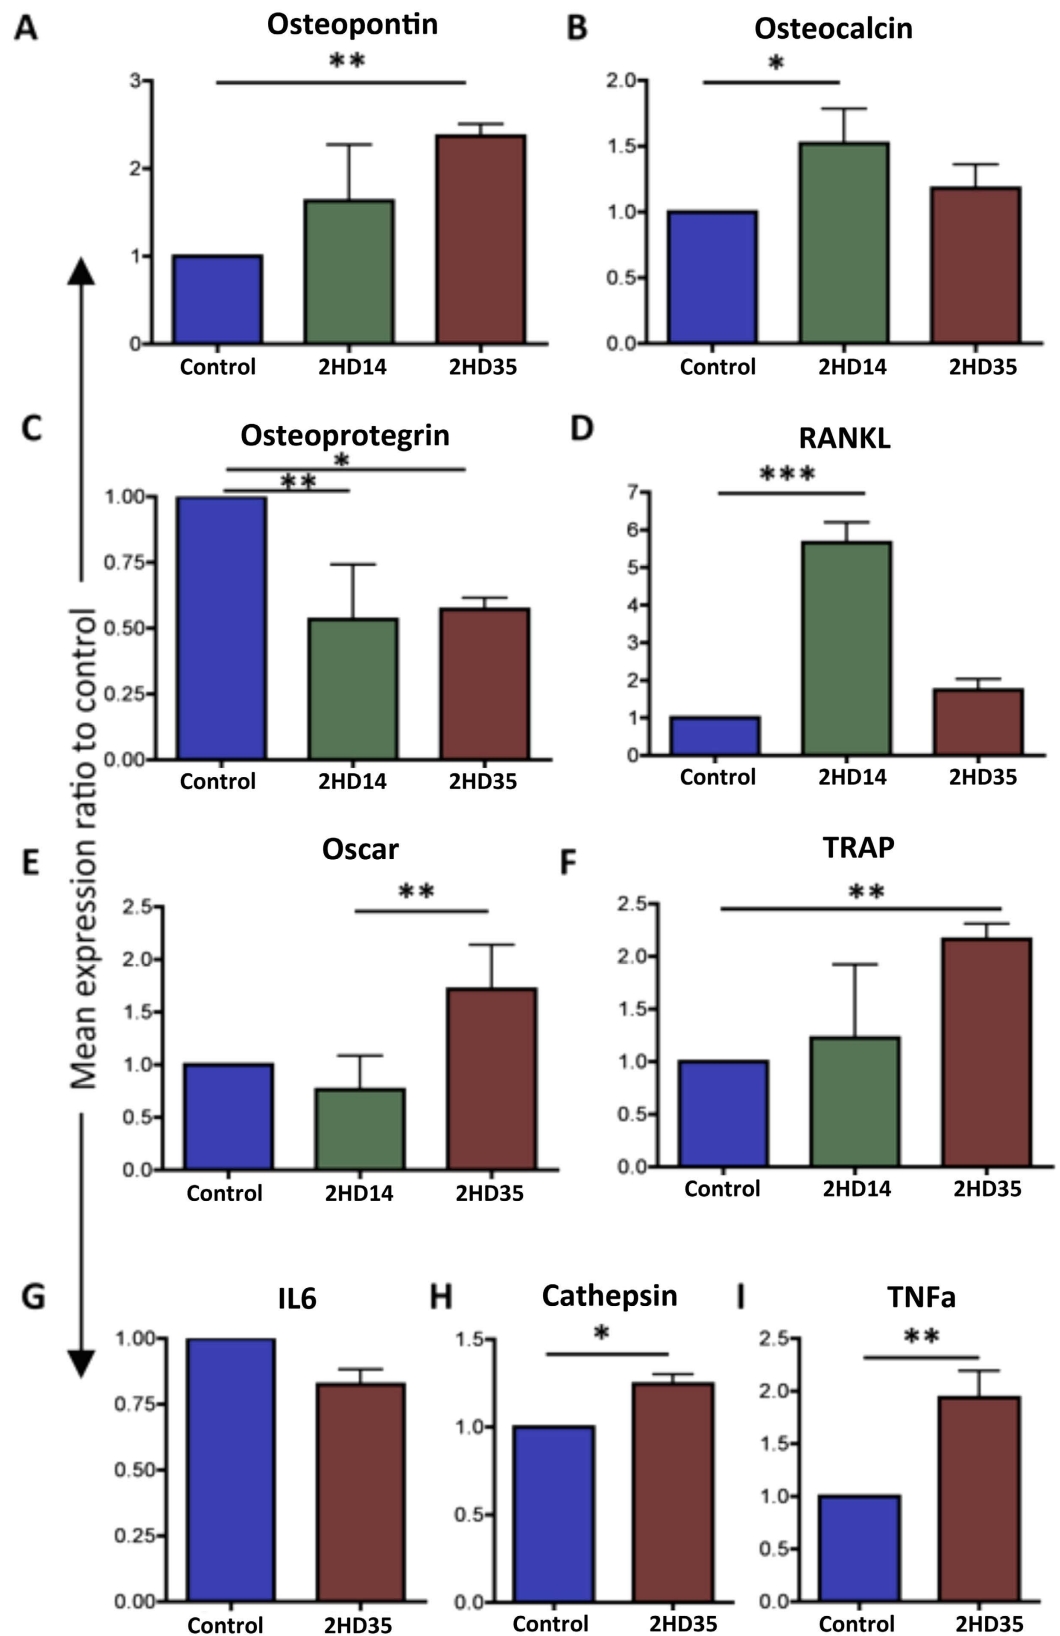 A
Osteopontin
**
3
2
1
0
Control 2HD14 2HD35
B
Osteocalcin
*
2.0
1.5
1.0
0.5
0.0
Control 2HD14 2HD35
Mean expression ratio to control
C
Osteoprotegrin
*
**
1.00
0.75
0.50
0.25
0.00
Control 2HD14 2HD35
D
RANKL
***
7
6
5
4
3
2
1
0
Control 2HD14 2HD35
E
Oscar
**
2.5
2.0
1.5
1.0
0.5
0.0
Control 2HD14 2HD35
F
TRAP
**
2.5
2.0
1.5
1.0
0.5
0.0
Control 2HD14 2HD35
G
IL6
1.00
0.75
0.50
0.25
0.00
Control 2HD35
H
Cathepsin
*
1.5
1.0
0.5
0.0
Control 2HD35
I
TNFa
**
2.5
2.0
1.5
1.0
0.5
0.0
Control 2HD35